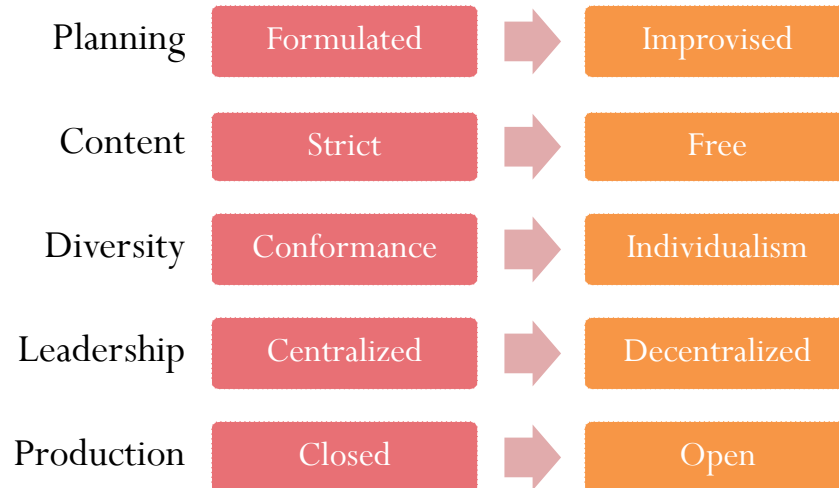 Planning Formulated Improvised
Content Strict Free
Diversity Conformance Individualism
Leadership Centralized Decentralized
Production Closed Open